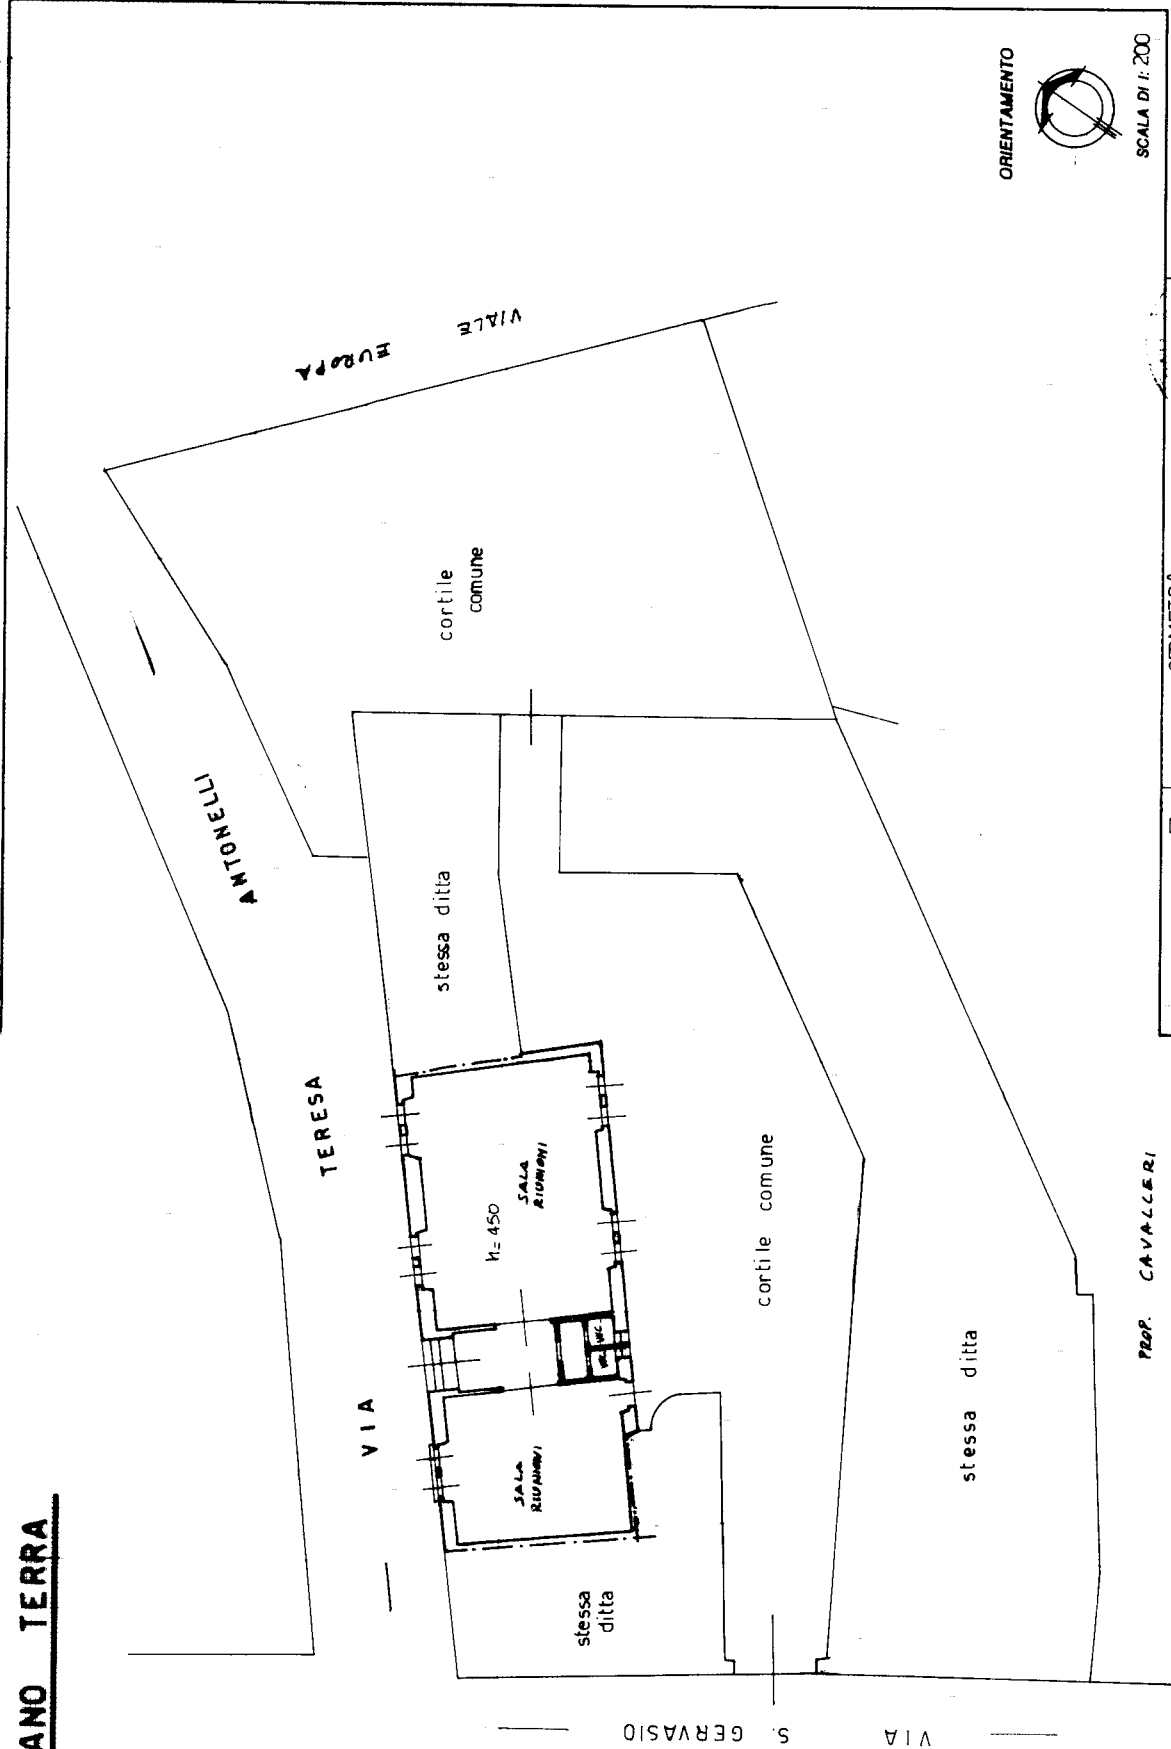 ANO TERRA
ORIENTAMENTO
SCALA DI 1: 200
VIALE
EUROPA
VIA TERESA ANTONELLI
cortile
comune
stessa ditta
h= 450
SALA
RIUNIONI
WC
WC
SALA
RIUNIONI
cortile comune
stessa
ditta
stessa ditta
PROP. CAVALLERI
VIA S. GERVASIO